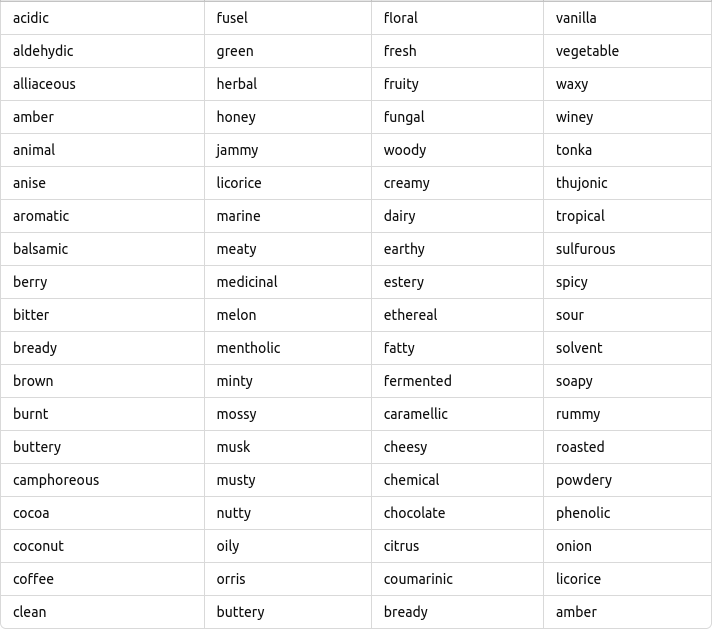 acidic fusel floral vanilla
aldehydic green fresh vegetable
alliaceous herbal fruity waxy
amber honey fungal winey
animal jammy woody tonka
anise licorice creamy thujonic
aromatic marine dairy tropical
balsamic meaty earthy sulfurous
berry medicinal estery spicy
bitter melon ethereal sour
bready mentholic fatty solvent
brown minty fermented soapy
burnt mossy caramellic rummy
buttery musk cheesy roasted
camphoreous musty chemical powdery
cocoa nutty chocolate phenolic
coconut oily citrus onion
coffee orris coumarinic licorice
clean buttery bready amber